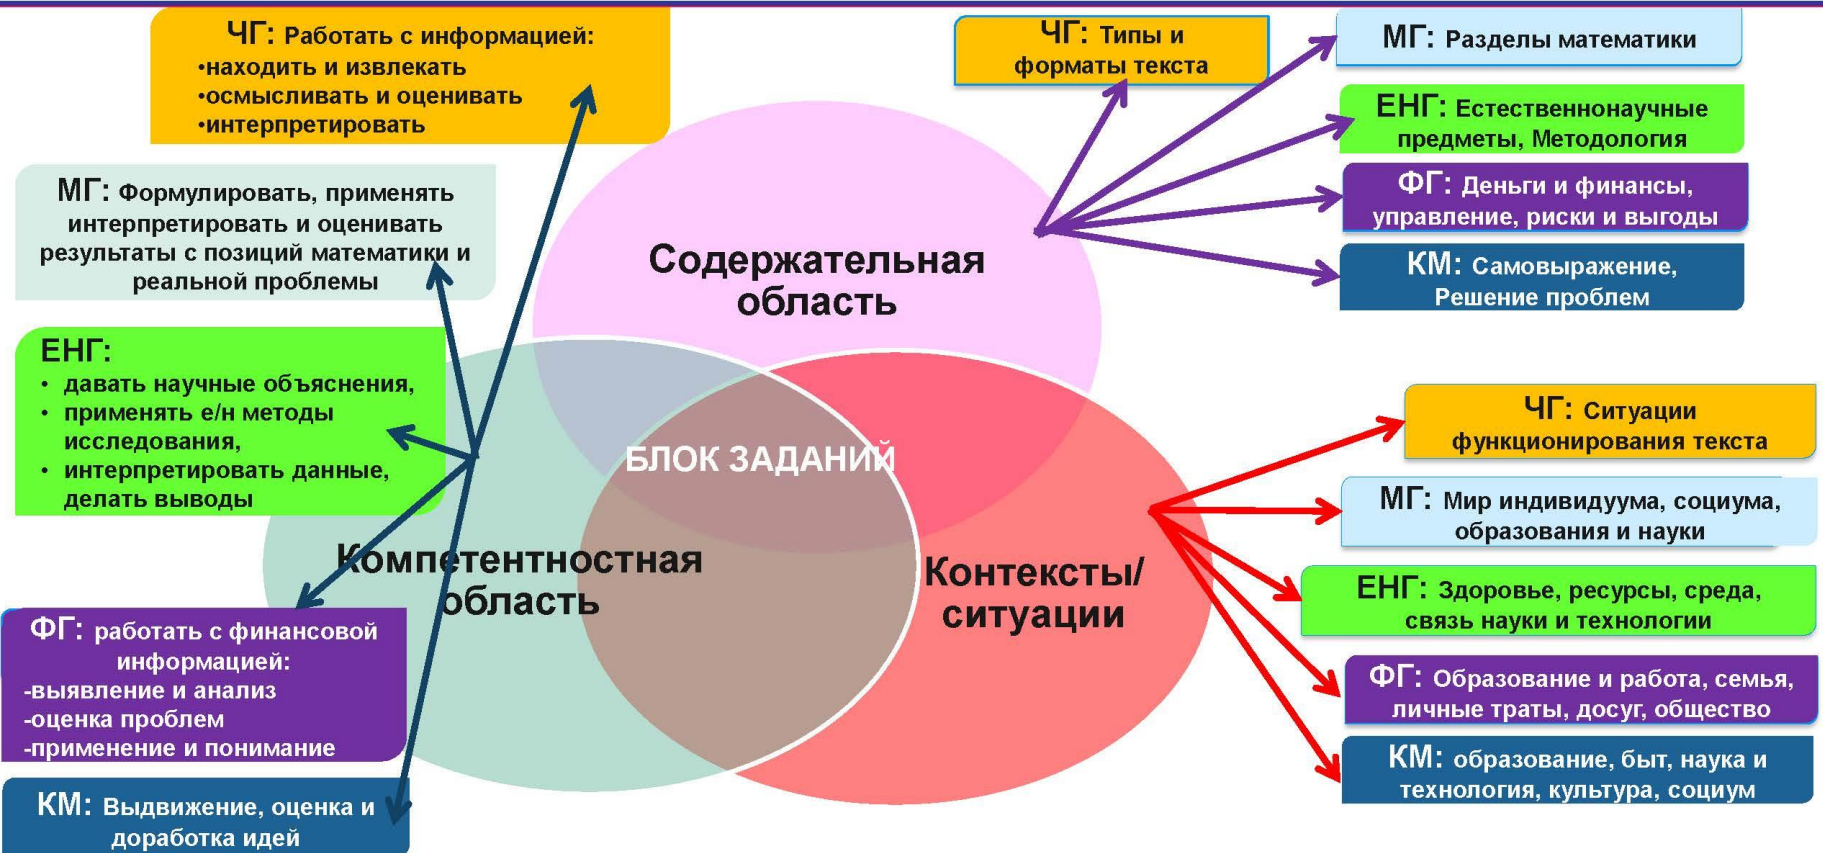 ЧГ: Работать с информацией:
•находить и извлекать
•осмысливать и оценивать
•интерпретировать
МГ: Формулировать, применять
интерпретировать и оценивать
результаты с позиций математики и
реальной проблемы
ЕНГ:
• давать научные объяснения,
• применять е/н методы
исследования,
• интерпретировать данные,
делать выводы
ФГ: работать с финансовой
информацией:
-выявление и анализ
-оценка проблем
-применение и понимание
КМ: Выдвижение, оценка и
доработка идей
Содержательная
область
БЛОК ЗАДАНИЙ
Компетентностная
область
Контексты/
ситуации
ЧГ: Типы и
форматы текста
МГ: Разделы математики
ЕНГ: Естественнонаучные
предметы, Методология
ФГ: Деньги и финансы,
управление, риски и выгоды
КМ: Самовыражение,
Решение проблем
ЧГ: Ситуации
функционирования текста
МГ: Мир индивидуума, социума,
образования и науки
ЕНГ: Здоровье, ресурсы, среда,
связь науки и технологии
ФГ: Образование и работа, семья,
личные траты, досуг, общество
КМ: образование, быт, наука и
технология, культура, социум